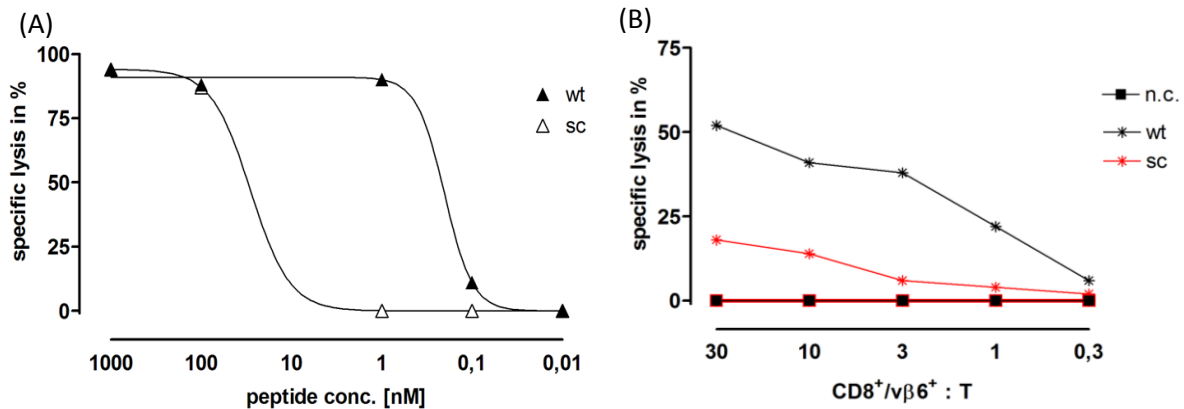 (A)
specific lysis in %
100
75
50
25
0
1000 100 10 1 0,1 0,01
peptide conc. [nM]
wt
sc
(B)
specific lysis in %
75
50
25
0
30 10 3 1 0,3
CD8⁺/vβ6⁺ : T
n.c.
wt
sc